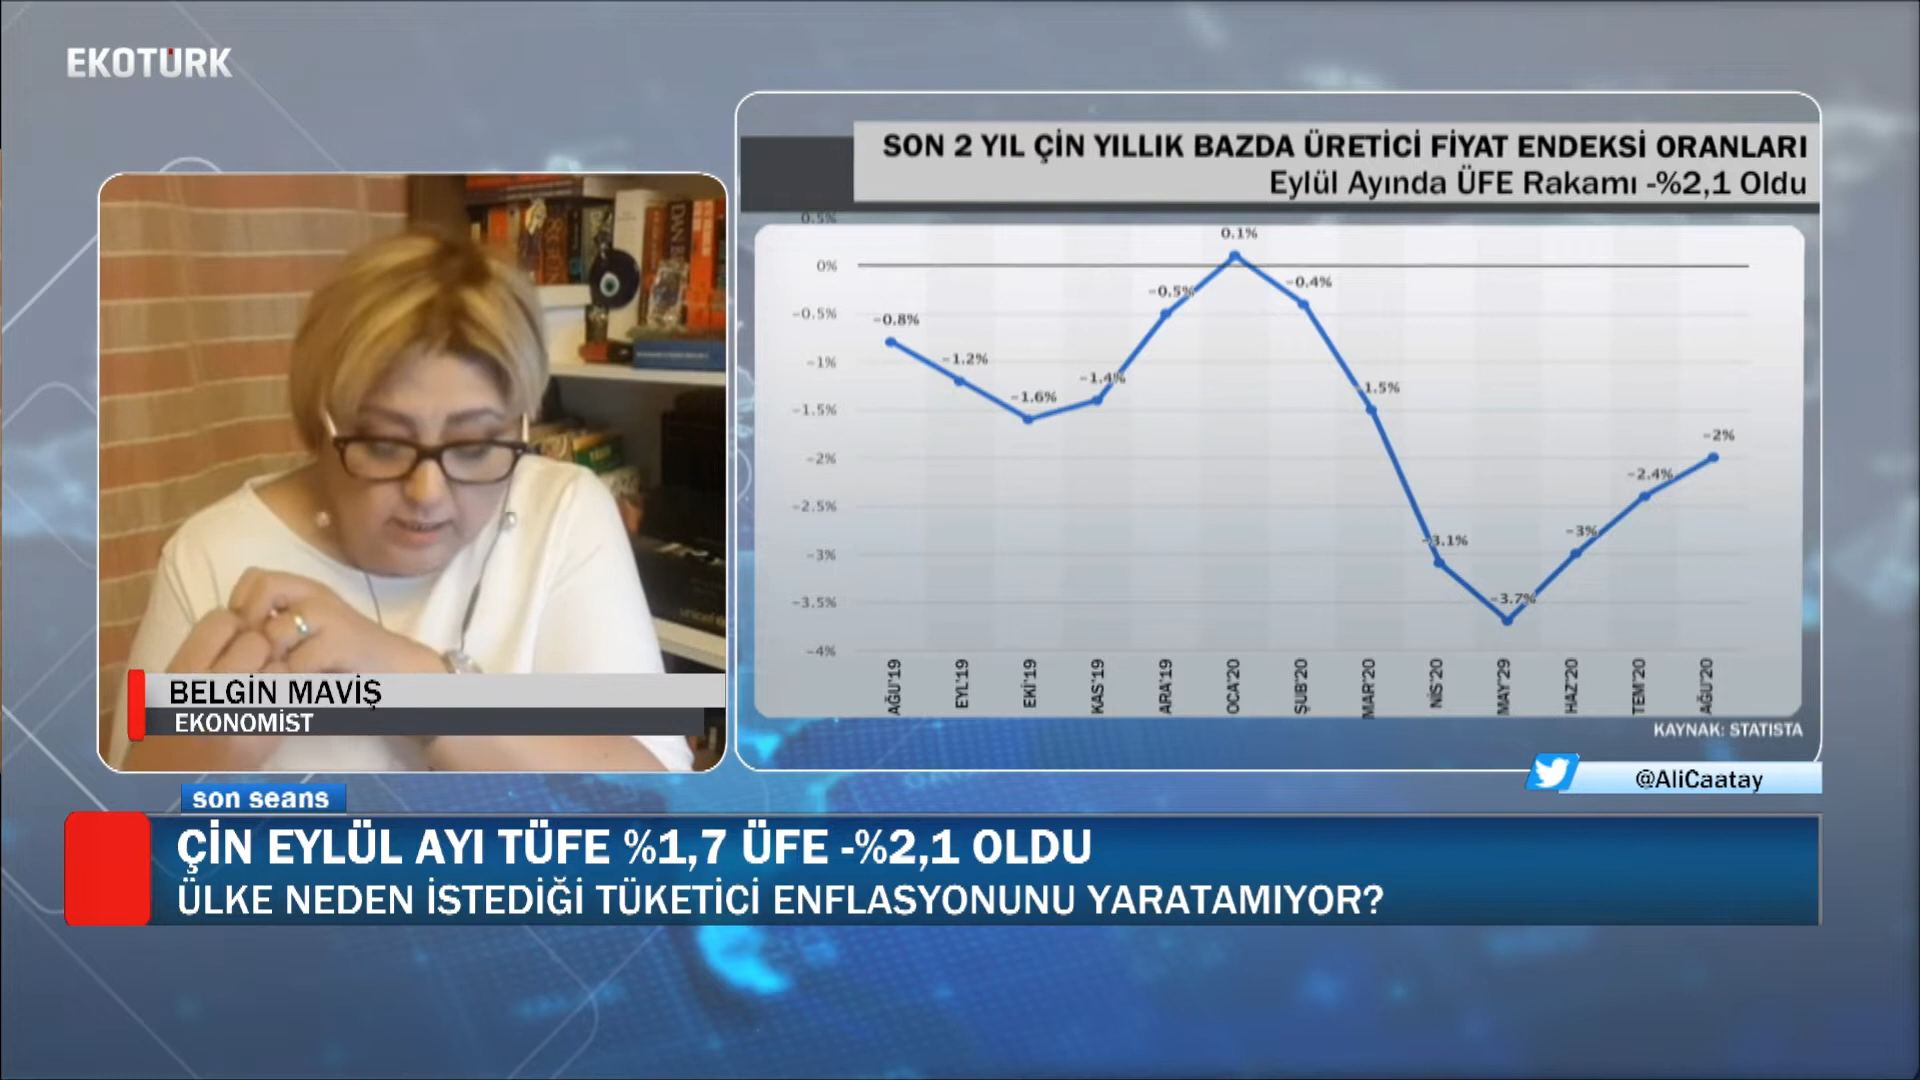 EKOTÜRK
SON 2 YIL ÇİN YILLIK BAZDA ÜRETİCİ FİYAT ENDEKSİ ORANLARI
Eylül Ayında ÜFE Rakamı -%2,1 Oldu
0.5%
0%
-0.5%
-1%
-1.5%
-2%
-2.5%
-3%
-3.5%
-4%
-0.8%
-1.2%
-1.6%
-1.4%
-0.5%
0.1%
-0.4%
-1.5%
-3.1%
-3.7%
-3%
-2.4%
-2%
AĞU'19
EYL'19
EKİ'19
KAS'19
ARA'19
OCA'20
ŞUB'20
MAR'20
NİS'20
MAY'29
HAZ'20
TEM'20
AĞU'20
KAYNAK: STATISTA
@AliCaatay
BELGİN MAVİŞ
EKONOMİST
son seans
ÇİN EYLÜL AYI TÜFE %1,7 ÜFE -%2,1 OLDU
ÜLKE NEDEN İSTEDİĞİ TÜKETİCİ ENFLASYONUNU YARATAMIYOR?